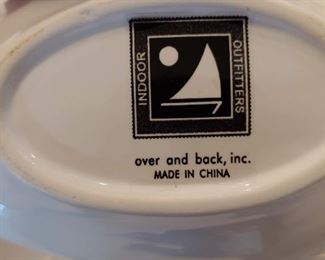 INDOOR
OUTFITTERS
over and back, inc.
MADE IN CHINA